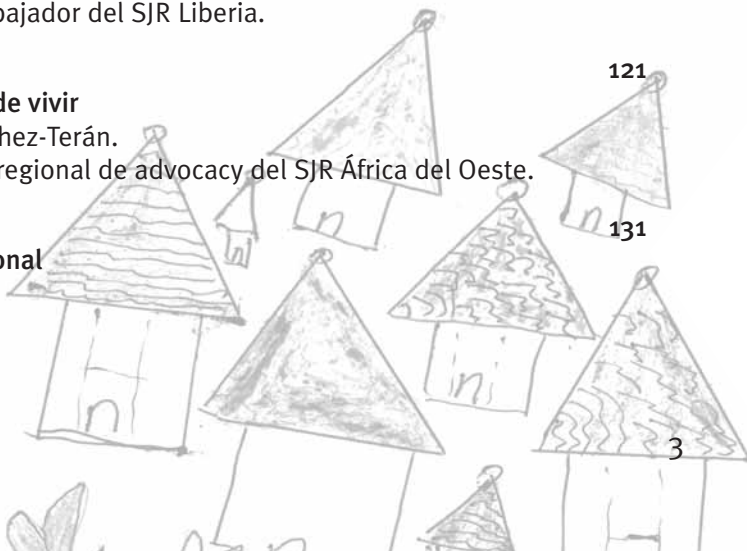 bajador del SJR Liberia.
121
de vivir
hez-Terán.
regional de advocacy del SJR África del Oeste.
131
onal
3